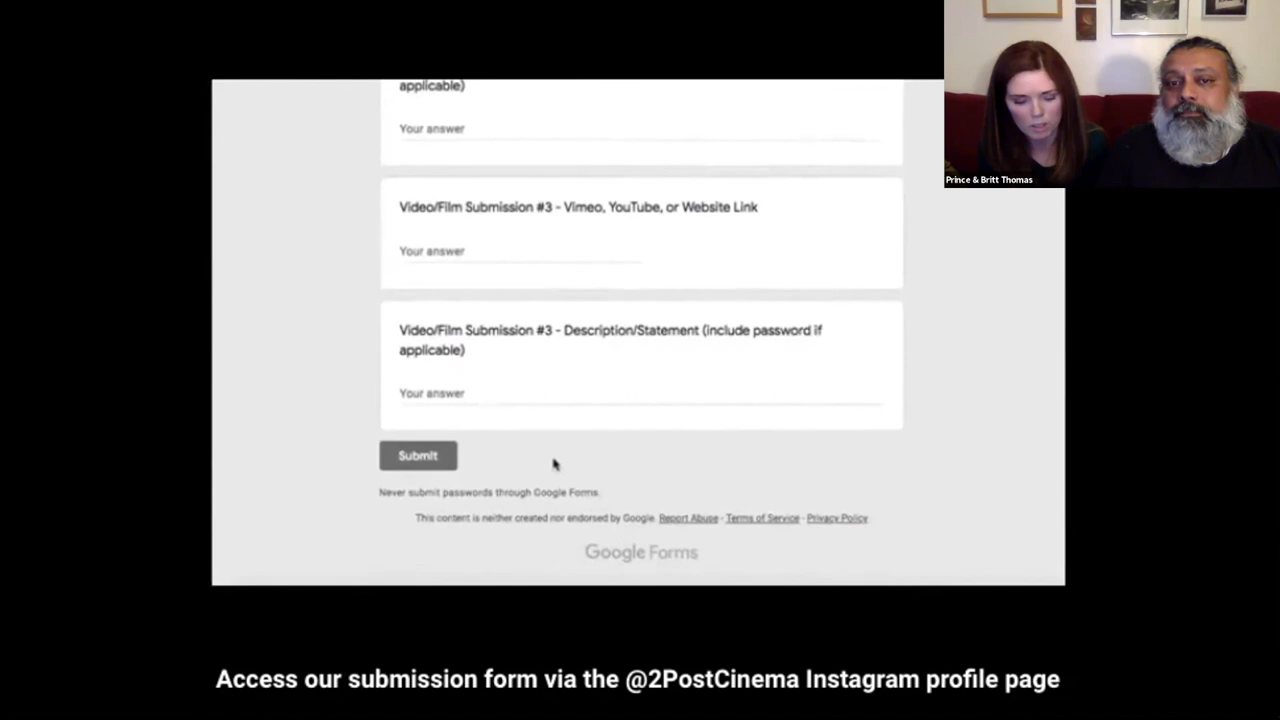 applicable)
Your answer
Video/Film Submission #3 - Vimeo, YouTube, or Website Link
Your answer
Video/Film Submission #3 - Description/Statement (include password if
applicable)
Your answer
Submit
Never submit passwords through Google Forms.
This content is neither created nor endorsed by Google. Report Abuse - Terms of Service - Privacy Policy
Google Forms
Prince & Britt Thomas
Access our submission form via the @2PostCinema Instagram profile page